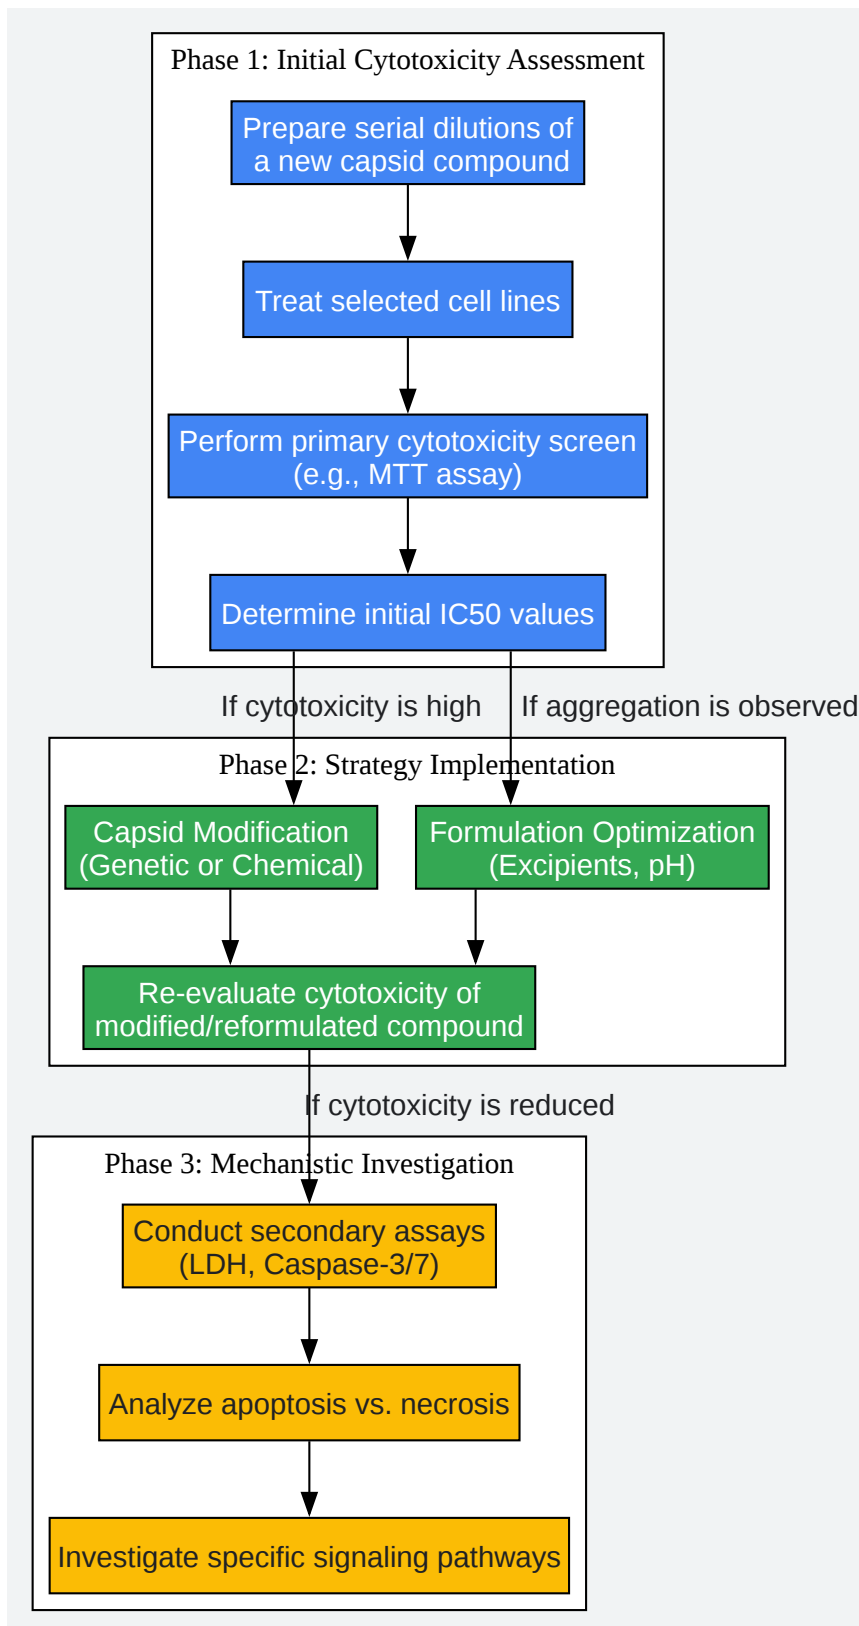 Phase 1: Initial Cytotoxicity Assessment
Prepare serial dilutions of
a new capsid compound
Treat selected cell lines
Perform primary cytotoxicity screen
(e.g., MTT assay)
Determine initial IC50 values
If cytotoxicity is high
If aggregation is observed
Phase 2: Strategy Implementation
Capsid Modification
(Genetic or Chemical)
Formulation Optimization
(Excipients, pH)
Re-evaluate cytotoxicity of
modified/reformulated compound
If cytotoxicity is reduced
Phase 3: Mechanistic Investigation
Conduct secondary assays
(LDH, Caspase-3/7)
Analyze apoptosis vs. necrosis
Investigate specific signaling pathways